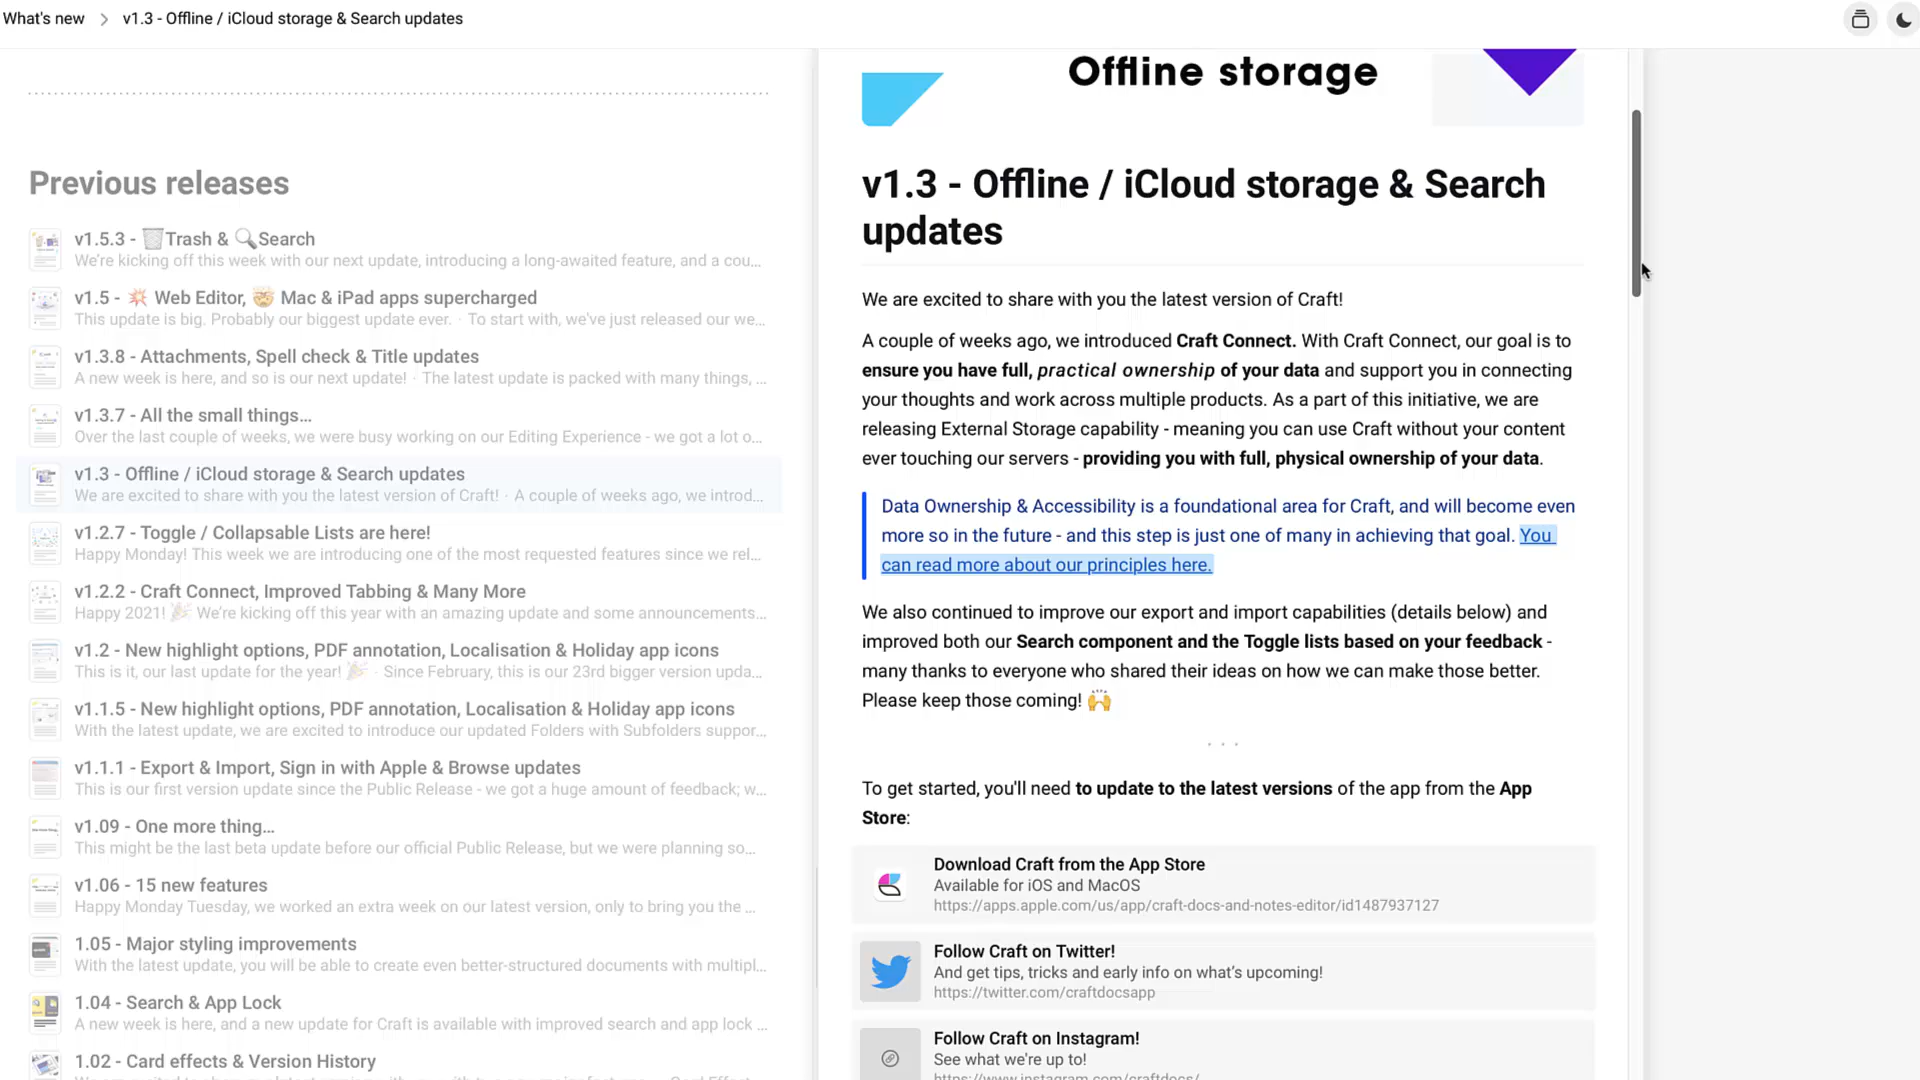 What's new > v1.3 - Offline / iCloud storage & Search updates
Previous releases
v1.5.3 - 🗑️Trash & 🔍Search
We're kicking off this week with our next update, introducing a long-awaited feature, and a cou...
v1.5 - 💥 Web Editor, 🤯 Mac & iPad apps supercharged
This update is big. Probably our biggest update ever. · To start with, we've just released our we...
v1.3.8 - Attachments, Spell check & Title updates
A new week is here, and so is our next update! · The latest update is packed with many things, ...
v1.3.7 - All the small things...
Over the last couple of weeks, we were busy working on our Editing Experience - we got a lot o...
v1.3 - Offline / iCloud storage & Search updates
We are excited to share with you the latest version of Craft! · A couple of weeks ago, we introd...
v1.2.7 - Toggle / Collapsable Lists are here!
Happy Monday! This week we are introducing one of the most requested features since we rel...
v1.2.2 - Craft Connect, Improved Tabbing & Many More
Happy 2021! 🎉 We're kicking off this year with an amazing update and some announcements...
v1.2 - New highlight options, PDF annotation, Localisation & Holiday app icons
This is it, our last update for the year! 🎉 · Since February, this is our 23rd bigger version upda...
v1.1.5 - New highlight options, PDF annotation, Localisation & Holiday app icons
With the latest update, we are excited to introduce our updated Folders with Subfolders suppor...
v1.1.1 - Export & Import, Sign in with Apple & Browse updates
This is our first version update since the Public Release - we got a huge amount of feedback; w...
v1.09 - One more thing...
This might be the last beta update before our official Public Release, but we were planning so...
v1.06 - 15 new features
Happy Monday Tuesday, we worked an extra week on our latest version, only to bring you the ...
1.05 - Major styling improvements
With the latest update, you will be able to create even better-structured documents with multipl...
1.04 - Search & App Lock
A new week is here, and a new update for Craft is available with improved search and app lock ...
1.02 - Card effects & Version History
Offline storage
v1.3 - Offline / iCloud storage & Search
updates
We are excited to share with you the latest version of Craft!
A couple of weeks ago, we introduced Craft Connect. With Craft Connect, our goal is to
ensure you have full, practical ownership of your data and support you in connecting
your thoughts and work across multiple products. As a part of this initiative, we are
releasing External Storage capability - meaning you can use Craft without your content
ever touching our servers - providing you with full, physical ownership of your data.
Data Ownership & Accessibility is a foundational area for Craft, and will become even
more so in the future - and this step is just one of many in achieving that goal. You
can read more about our principles here.
We also continued to improve our export and import capabilities (details below) and
improved both our Search component and the Toggle lists based on your feedback -
many thanks to everyone who shared their ideas on how we can make those better.
Please keep those coming! 🙌
...
To get started, you'll need to update to the latest versions of the app from the App
Store:
Download Craft from the App Store
Available for iOS and MacOS
https://apps.apple.com/us/app/craft-docs-and-notes-editor/id1487937127
Follow Craft on Twitter!
And get tips, tricks and early info on what's upcoming!
https://twitter.com/craftdocsapp
Follow Craft on Instagram!
See what we're up to!
https://www.instagram.com/craftdocs/